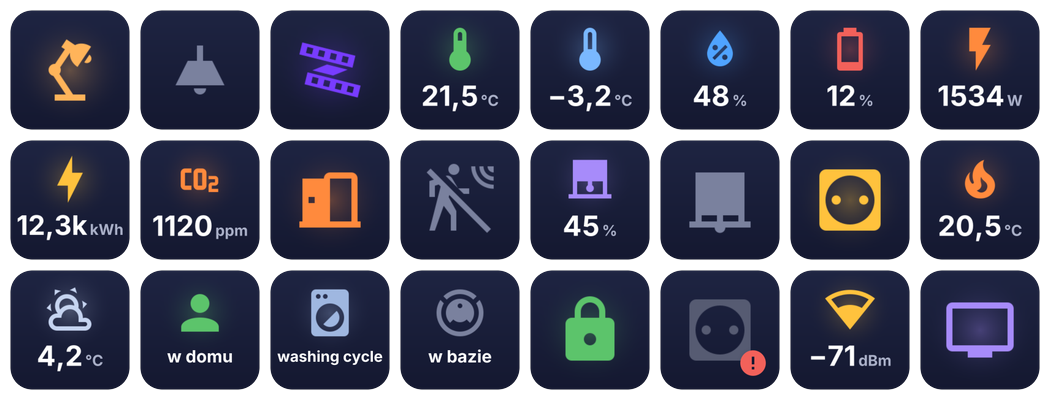 21,5 °C
−3,2 °C
48 %
12 %
1534 W
12,3k kWh
CO2
1120 ppm
45 %
20,5 °C
4,2 °C
w domu
washing cycle
w bazie
−71 dBm